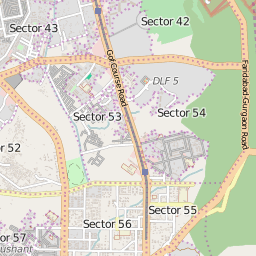 Sector 42
Sector 43
Golf Course Road
DLF 5
Faridabad-Gurgaon Road
Sector 54
Sector 53
Sector 52
Sector 55
Sector 56
Sector 57
Sushant